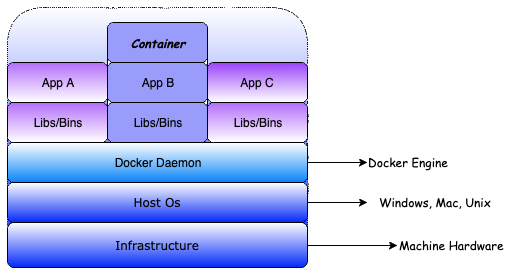 Container
App A App B App C
Libs/Bins Libs/Bins Libs/Bins
Docker Daemon Docker Engine
Host Os Windows, Mac, Unix
Infrastructure Machine Hardware